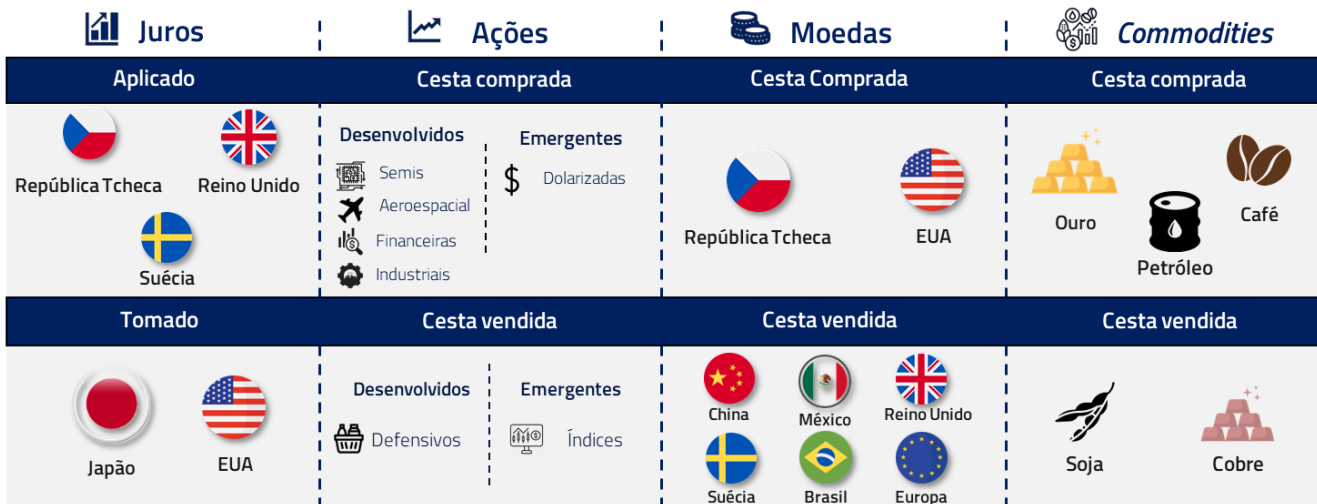 Juros
Ações
Moedas
Commodities
Aplicado
Cesta comprada
Cesta Comprada
Cesta comprada
República Tcheca
Reino Unido
Suécia
Desenvolvidos
Semis
Aeroespacial
Financeiras
Industriais
Emergentes
$ Dolarizadas
República Tcheca
EUA
Ouro
Petróleo
Café
Tomado
Cesta vendida
Cesta vendida
Cesta vendida
Japão
EUA
Desenvolvidos
Defensivos
Emergentes
Índices
China
México
Reino Unido
Suécia
Brasil
Europa
Soja
Cobre